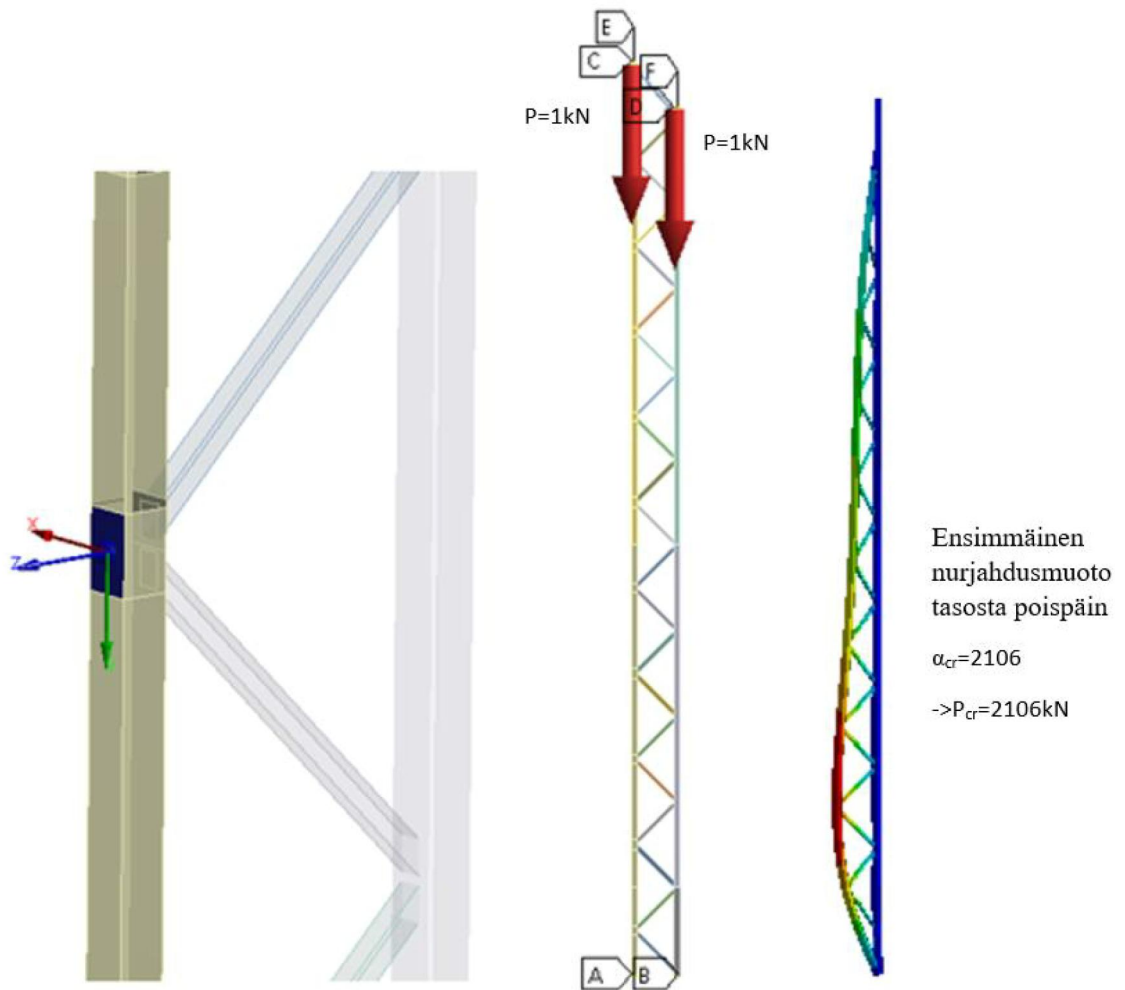 X
Z
E
C
F
D
P=1kN
P=1kN
A
B
Ensimmäinen
nurjahdusmuoto
tasosta poispäin
αcr=2106
->Pcr=2106kN